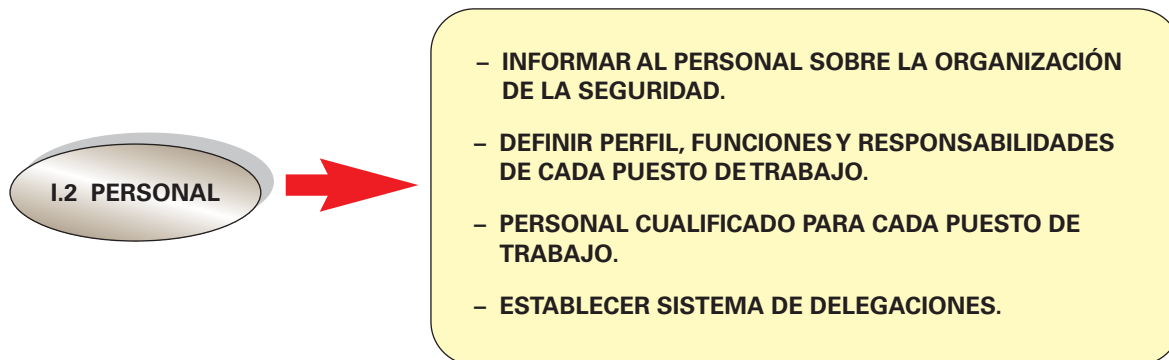 I.2 PERSONAL
– INFORMAR AL PERSONAL SOBRE LA ORGANIZACIÓN
DE LA SEGURIDAD.
– DEFINIR PERFIL, FUNCIONES Y RESPONSABILIDADES
DE CADA PUESTO DE TRABAJO.
– PERSONAL CUALIFICADO PARA CADA PUESTO DE
TRABAJO.
– ESTABLECER SISTEMA DE DELEGACIONES.